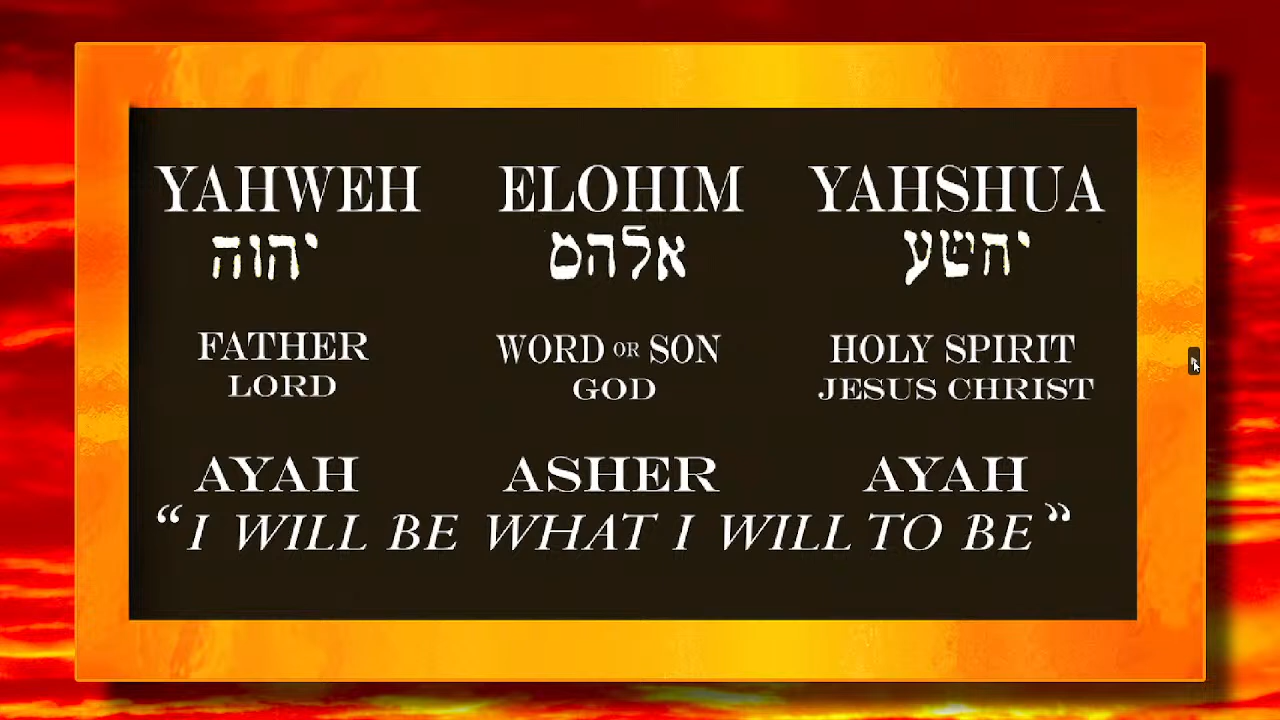 YAHWEH ELOHIM YAHSHUA
יהוה אלהם יהשע
FATHER WORD OR SON HOLY SPIRIT
LORD GOD JESUS CHRIST
AYAH ASHER AYAH
“I WILL BE WHAT I WILL TO BE”